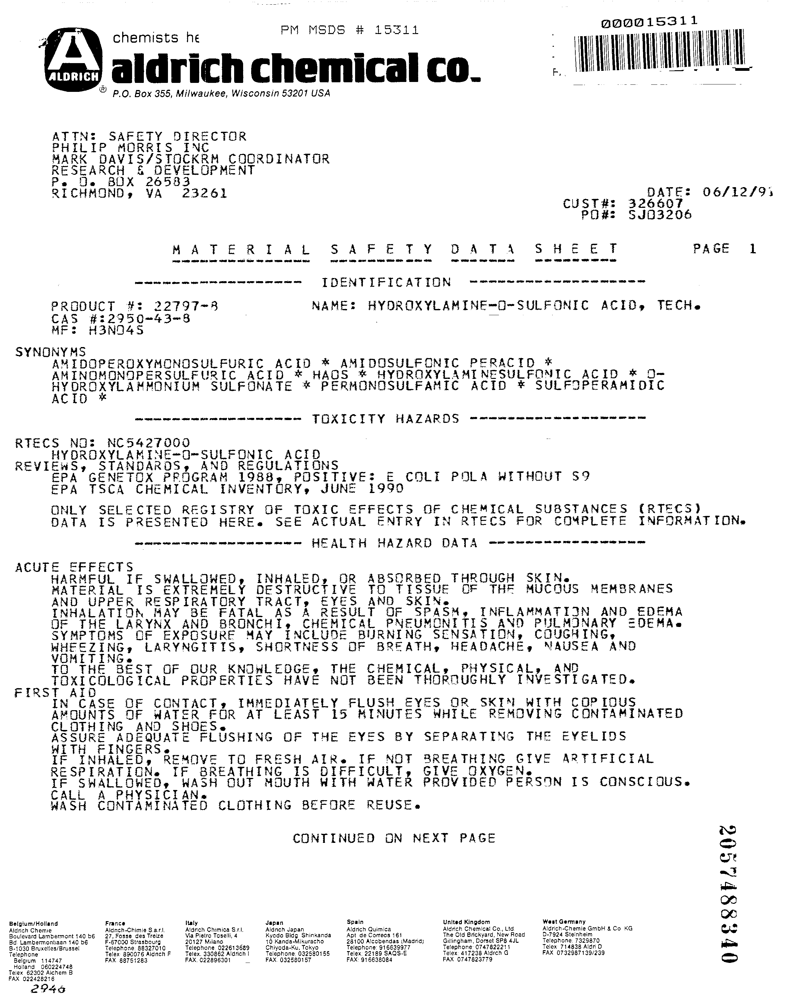 chemists he
PM MSDS # 15311
000015311
ALDRICH
aldrich chemical co.
P.O. Box 355, Milwaukee, Wisconsin 53201 USA
ATTN: SAFETY DIRECTOR
PHILIP MORRIS INC
MARK DAVIS/STOCKRM COORDINATOR
RESEARCH & DEVELOPMENT
P. O. BOX 26583
RICHMOND, VA 23261
DATE: 06/12/91
CUST#: 326607
PO#: SJ03206
MATERIAL SAFETY DATA SHEET PAGE 1
------------------ IDENTIFICATION -------------------
PRODUCT #: 22797-8 NAME: HYDROXYLAMINE-O-SULFONIC ACID, TECH.
CAS #:2950-43-8
MF: H3NO4S
SYNONYMS
AMIDOPEROXYMONOSULFURIC ACID * AMIDOSULFONIC PERACID *
AMINOMONOPERSULFURIC ACID * HAOS * HYDROXYLAMINESULFONIC ACID * O-
HYDROXYLAMMONIUM SULFONATE * PERMONOSULFAMIC ACID * SULFOPERAMIDIC
ACID *
------------------ TOXICITY HAZARDS -------------------
RTECS NO: NC5427000
HYDROXYLAMINE-O-SULFONIC ACID
REVIEWS, STANDARDS, AND REGULATIONS
EPA GENETOX PROGRAM 1988, POSITIVE: E COLI POLA WITHOUT S9
EPA TSCA CHEMICAL INVENTORY, JUNE 1990
ONLY SELECTED REGISTRY OF TOXIC EFFECTS OF CHEMICAL SUBSTANCES (RTECS)
DATA IS PRESENTED HERE. SEE ACTUAL ENTRY IN RTECS FOR COMPLETE INFORMATION.
------------------ HEALTH HAZARD DATA -----------------
ACUTE EFFECTS
HARMFUL IF SWALLOWED, INHALED, OR ABSORBED THROUGH SKIN.
MATERIAL IS EXTREMELY DESTRUCTIVE TO TISSUE OF THE MUCOUS MEMBRANES
AND UPPER RESPIRATORY TRACT, EYES AND SKIN.
INHALATION MAY BE FATAL AS A RESULT OF SPASM, INFLAMMATION AND EDEMA
OF THE LARYNX AND BRONCHI, CHEMICAL PNEUMONITIS AND PULMONARY EDEMA.
SYMPTOMS OF EXPOSURE MAY INCLUDE BURNING SENSATION, COUGHING,
WHEEZING, LARYNGITIS, SHORTNESS OF BREATH, HEADACHE, NAUSEA AND
VOMITING.
TO THE BEST OF OUR KNOWLEDGE, THE CHEMICAL, PHYSICAL, AND
TOXICOLOGICAL PROPERTIES HAVE NOT BEEN THOROUGHLY INVESTIGATED.
FIRST AID
IN CASE OF CONTACT, IMMEDIATELY FLUSH EYES OR SKIN WITH COPIOUS
AMOUNTS OF WATER FOR AT LEAST 15 MINUTES WHILE REMOVING CONTAMINATED
CLOTHING AND SHOES.
ASSURE ADEQUATE FLUSHING OF THE EYES BY SEPARATING THE EYELIDS
WITH FINGERS.
IF INHALED, REMOVE TO FRESH AIR. IF NOT BREATHING GIVE ARTIFICIAL
RESPIRATION. IF BREATHING IS DIFFICULT, GIVE OXYGEN.
IF SWALLOWED, WASH OUT MOUTH WITH WATER PROVIDED PERSON IS CONSCIOUS.
CALL A PHYSICIAN.
WASH CONTAMINATED CLOTHING BEFORE REUSE.
CONTINUED ON NEXT PAGE
2057488340
Belgium/Holland
Aldrich Chemie
Boulevard Lambermont 140 b6
Bd Lambermontlaan 140 b6
B-1030 Bruxelles/Brussel
Telephone
Belgium 114747
Holland 060224748
Telex 62302 Alchem B
FAX 022428216
France
Aldrich-Chimie S.a.r.l.
27, Fosse des Treize
F-67000 Strasbourg
Telephone 88327010
Telex 890076 Aldrich F
FAX 88751283
Italy
Aldrich Chimica S.r.l.
Via Pietro Toselli, 4
20127 Milano
Telephone 022613689
Telex 330862 Aldrich I
FAX 022896301
Japan
Aldrich Japan
Kyodo Bldg Shinkanda
10 Kanda-Mikuracho
Chiyoda-Ku, Tokyo
Telephone 032580155
FAX 032580157
Spain
Aldrich Quimica
Apt de Correos 161
28100 Alcobendas (Madrid)
Telephone 916639977
Telex 22189 SAQS-E
FAX 916638084
United Kingdom
Aldrich Chemical Co., Ltd.
The Old Brickyard, New Road
Gillingham, Dorset SP8 4JL
Telephone 0747822211
Telex 417238 Aldrich G
FAX 0747823779
West Germany
Aldrich-Chemie GmbH & Co KG
D-7924 Steinheim
Telephone 7329870
Telex 714838 Aldri D
FAX 0732987139/239
2946